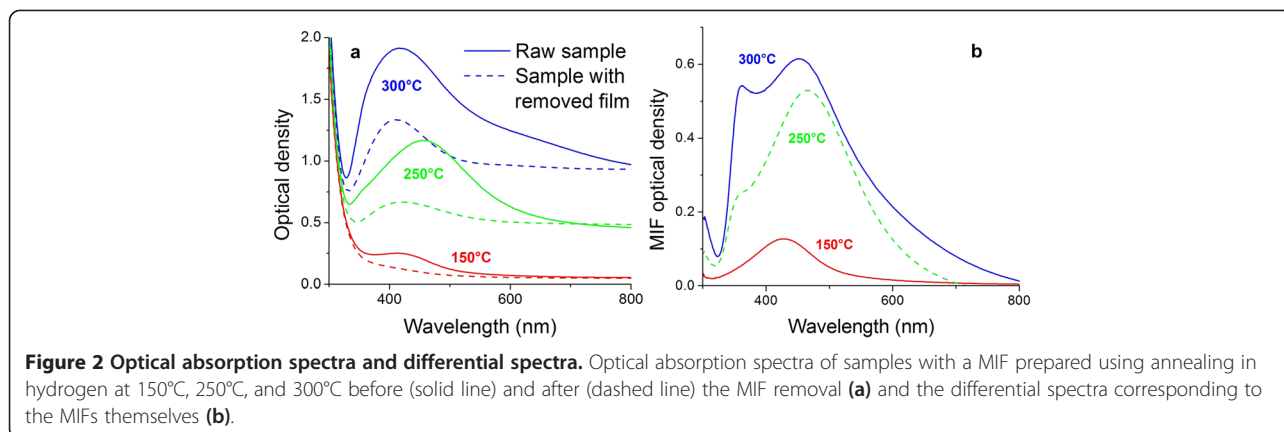 2.0
1.5
1.0
0.5
0.0
Optical density
a
Raw sample
Sample with
removed film
300°C
250°C
150°C
400
600
800
Wavelength (nm)
0.6
0.4
0.2
0.0
MIF optical density
b
300°C
250°C
150°C
400
600
800
Wavelength (nm)
Figure 2 Optical absorption spectra and differential spectra. Optical absorption spectra of samples with a MIF prepared using annealing in
hydrogen at 150°C, 250°C, and 300°C before (solid line) and after (dashed line) the MIF removal (a) and the differential spectra corresponding to
the MIFs themselves (b).